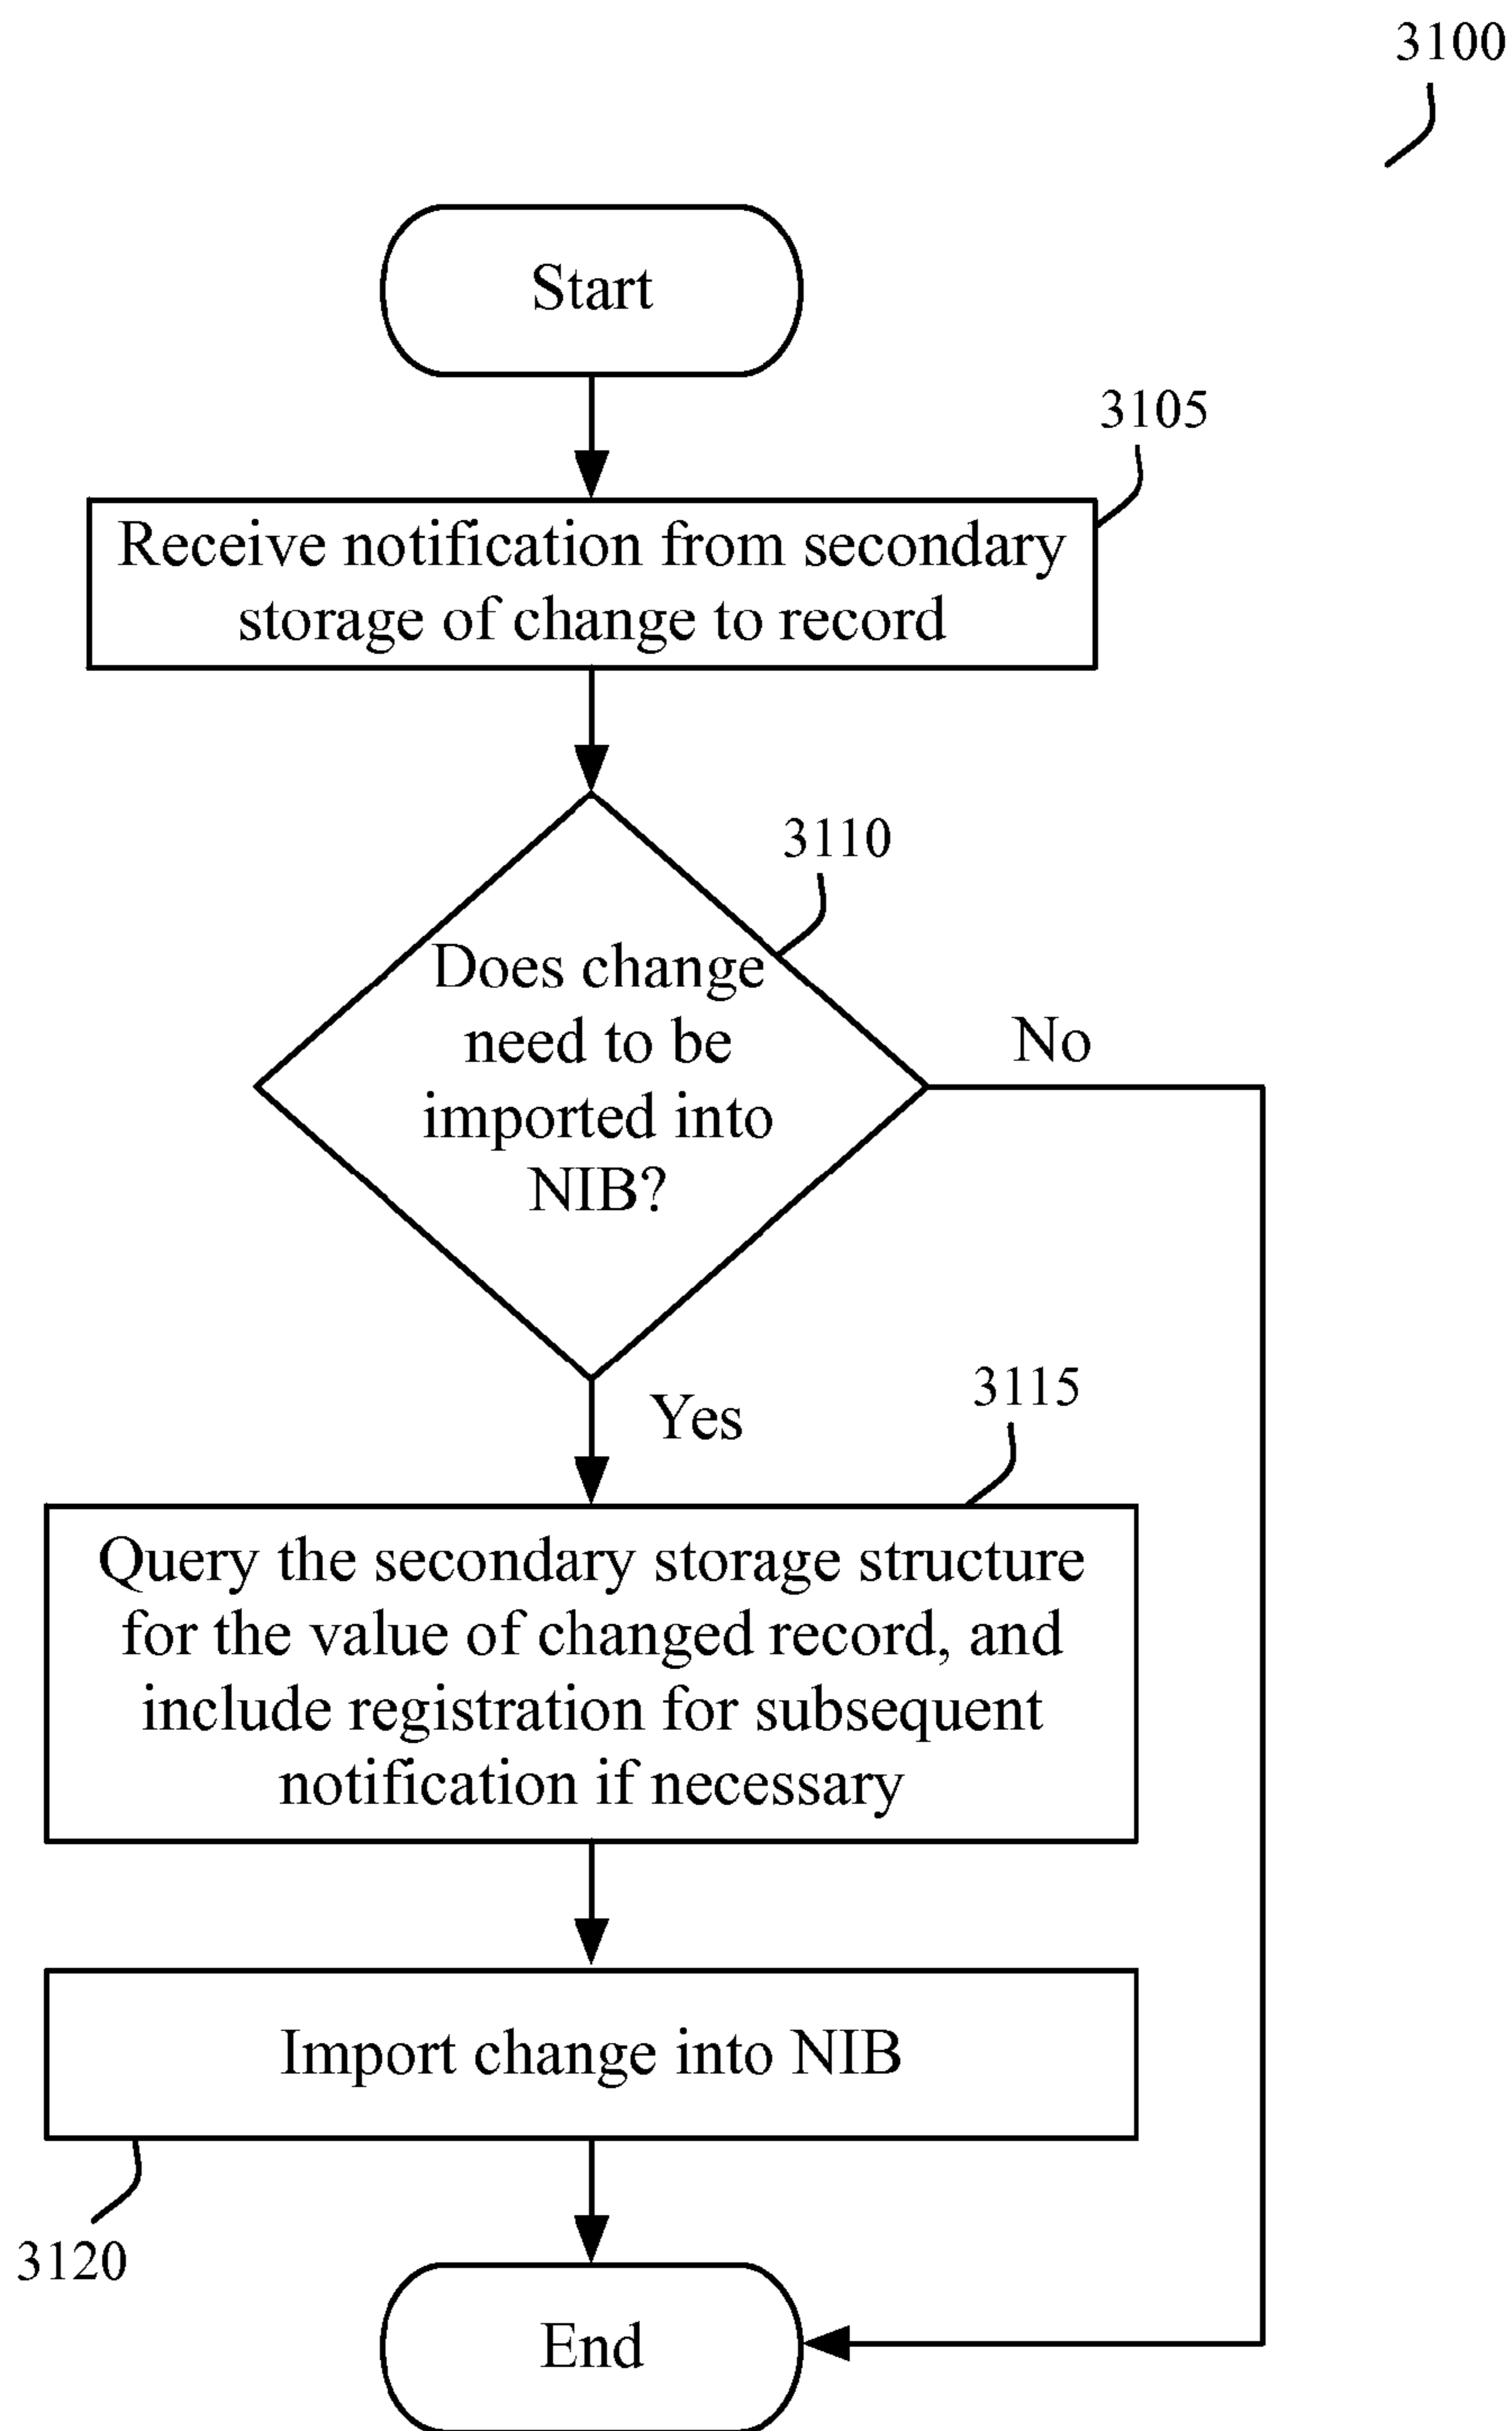 3100
Start
3105
Receive notification from secondary
storage of change to record
3110
Does change
need to be
imported into
NIB?
No
Yes
3115
Query the secondary storage structure
for the value of changed record, and
include registration for subsequent
notification if necessary
Import change into NIB
3120
End